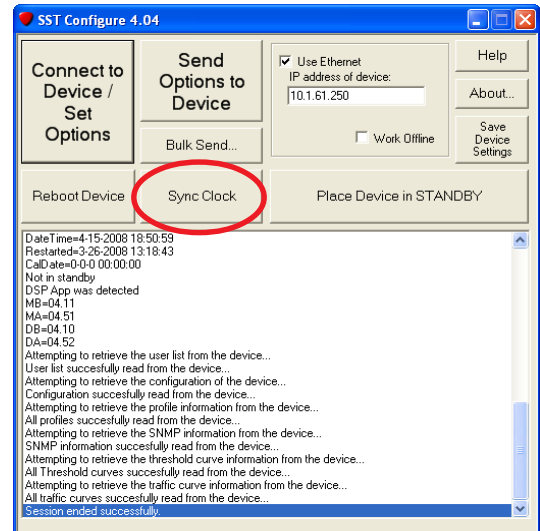 SST Configure 4.04
Connect to
Device /
Set
Options
Send
Options to
Device
Bulk Send...
Use Ethernet
IP address of device:
10.1.61.250
Work Offline
Help
About...
Save
Device
Settings
Reboot Device
Sync Clock
Place Device in STANDBY
DateTime=4-15-2008 18:50:59
Restarted=3-26-2008 13:18:43
CalDate=0-0-0 00:00:00
Not in standby
DSP App was detected
MB=04.11
MA=04.51
DB=04.10
DA=04.52
Attempting to retrieve the user list from the device...
User list succesfully read from the device...
Attempting to retrieve the configuration of the device...
Configuration succesfully read from the device...
Attempting to retrieve the profile information from the device...
All profiles succesfully read from the device...
Attempting to retrieve the SNMP information from the device...
SNMP information succesfully read from the device...
Attempting to retrieve the threshold curve information from the device...
All Threshold curves succesfully read from the device...
Attempting to retrieve the traffic curve information from the device...
All traffic curves succesfully read from the device...
Session ended successfully.